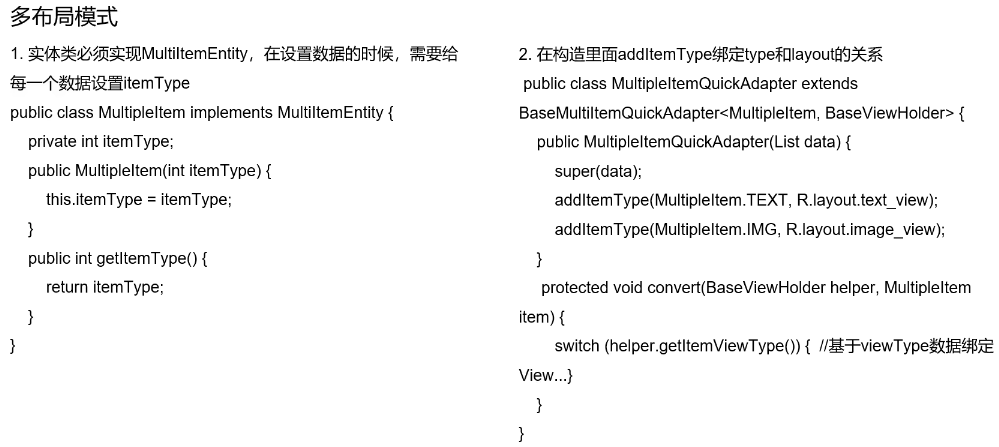 多布局模式
1. 实体类必须实现MultiItemEntity，在设置数据的时候，需要给
每一个数据设置itemType
public class MultipleItem implements MultiItemEntity {
private int itemType;
public MultipleItem(int itemType) {
this.itemType = itemType;
}
public int getItemType() {
return itemType;
}
}
2. 在构造里面addItemType绑定type和layout的关系
public class MultipleItemQuickAdapter extends
BaseMultiItemQuickAdapter<MultipleItem, BaseViewHolder> {
public MultipleItemQuickAdapter(List data) {
super(data);
addItemType(MultipleItem.TEXT, R.layout.text_view);
addItemType(MultipleItem.IMG, R.layout.image_view);
}
protected void convert(BaseViewHolder helper, MultipleItem
item) {
switch (helper.getItemViewType()) { //基于viewType数据绑定
View...}
}
}